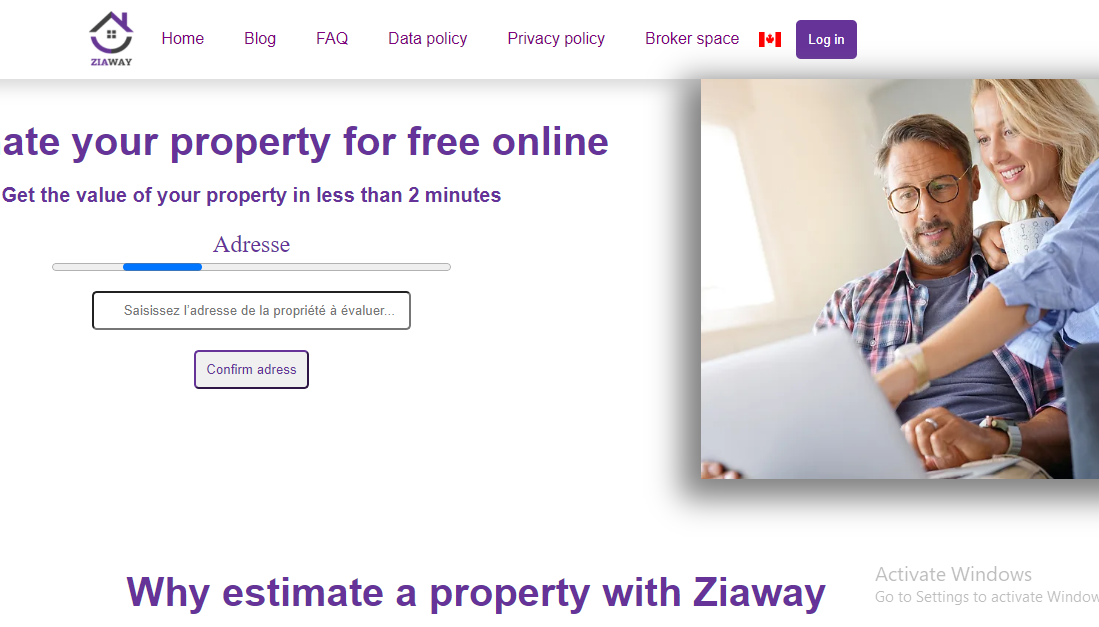 ZIAWAY
Home Blog FAQ Data policy Privacy policy Broker space Log in
ate your property for free online
Get the value of your property in less than 2 minutes
Adresse
Saisissez l'adresse de la propriété à évaluer...
Confirm adress
Why estimate a property with Ziaway
Activate Windows
Go to Settings to activate Window